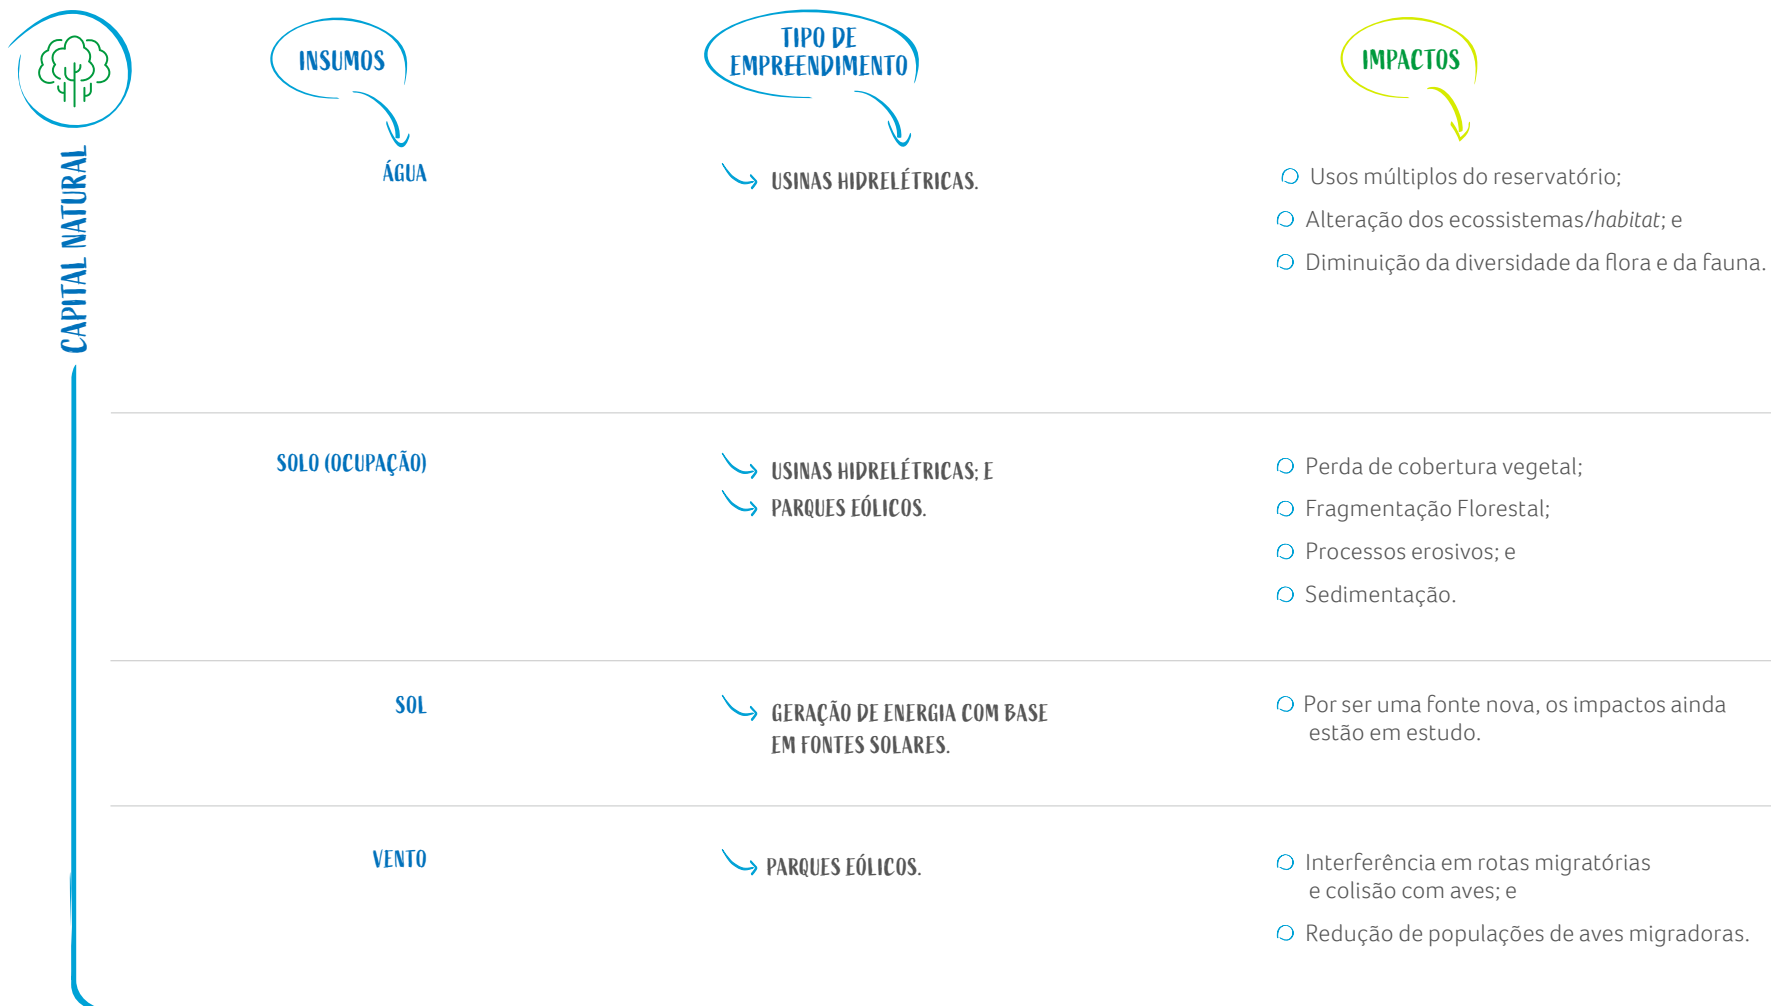 CAPITAL NATURAL
INSUMOS
TIPO DE
EMPREENDIMENTO
IMPACTOS
ÁGUA
USINAS HIDRELÉTRICAS.
Usos múltiplos do reservatório;
Alteração dos ecossistemas/habitat; e
Diminuição da diversidade da flora e da fauna.
SOLO (OCUPAÇÃO)
USINAS HIDRELÉTRICAS; E
PARQUES EÓLICOS.
Perda de cobertura vegetal;
Fragmentação Florestal;
Processos erosivos; e
Sedimentação.
SOL
GERAÇÃO DE ENERGIA COM BASE
EM FONTES SOLARES.
Por ser uma fonte nova, os impactos ainda
estão em estudo.
VENTO
PARQUES EÓLICOS.
Interferência em rotas migratórias
e colisão com aves; e
Redução de populações de aves migradoras.